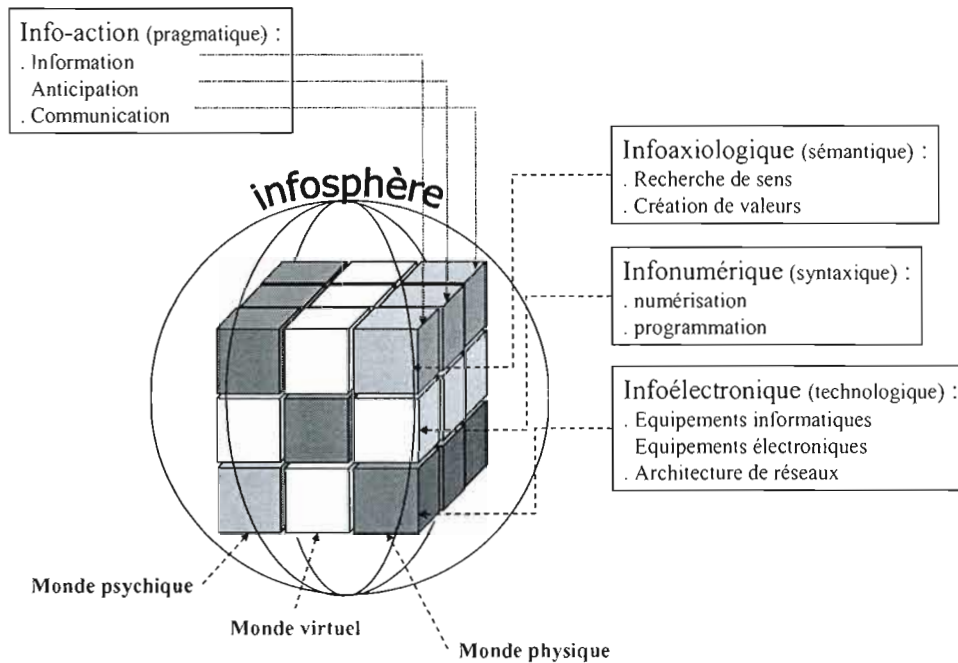 Info-action (pragmatique) :
. Information
Anticipation
. Communication
infosphère
Infoaxiologique (sémantique) :
. Recherche de sens
. Création de valeurs
Infonumérique (syntaxique) :
. numérisation
. programmation
Infoélectronique (technologique) :
. Equipements informatiques
Equipements électroniques
. Architecture de réseaux
Monde psychique
Monde virtuel
Monde physique